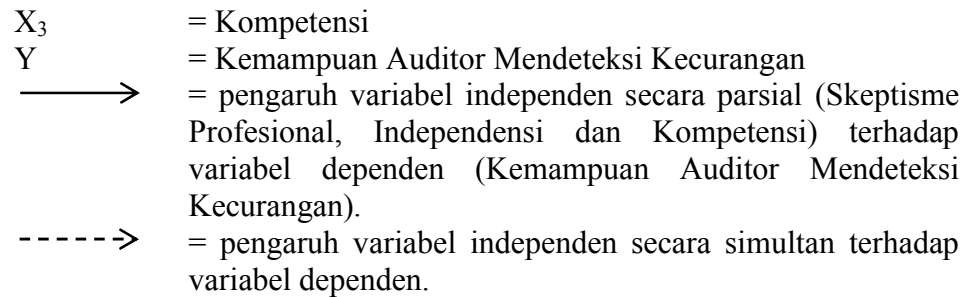 X₃ = Kompetensi
Y = Kemampuan Auditor Mendeteksi Kecurangan
= pengaruh variabel independen secara parsial (Skeptisme
Profesional, Independensi dan Kompetensi) terhadap
variabel dependen (Kemampuan Auditor Mendeteksi
Kecurangan).
= pengaruh variabel independen secara simultan terhadap
variabel dependen.